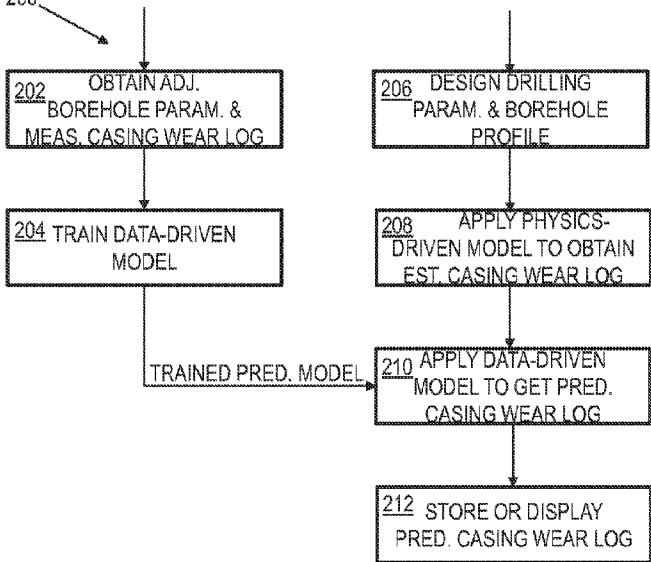 202 OBTAIN ADJ.
BOREHOLE PARAM. &
MEAS. CASING WEAR LOG
204 TRAIN DATA-DRIVEN
MODEL
206 DESIGN DRILLING
PARAM. & BOREHOLE
PROFILE
208 APPLY PHYSICS-
DRIVEN MODEL TO OBTAIN
EST. CASING WEAR LOG
TRAINED PRED. MODEL
210 APPLY DATA-DRIVEN
MODEL TO GET PRED.
CASING WEAR LOG
212 STORE OR DISPLAY
PRED. CASING WEAR LOG